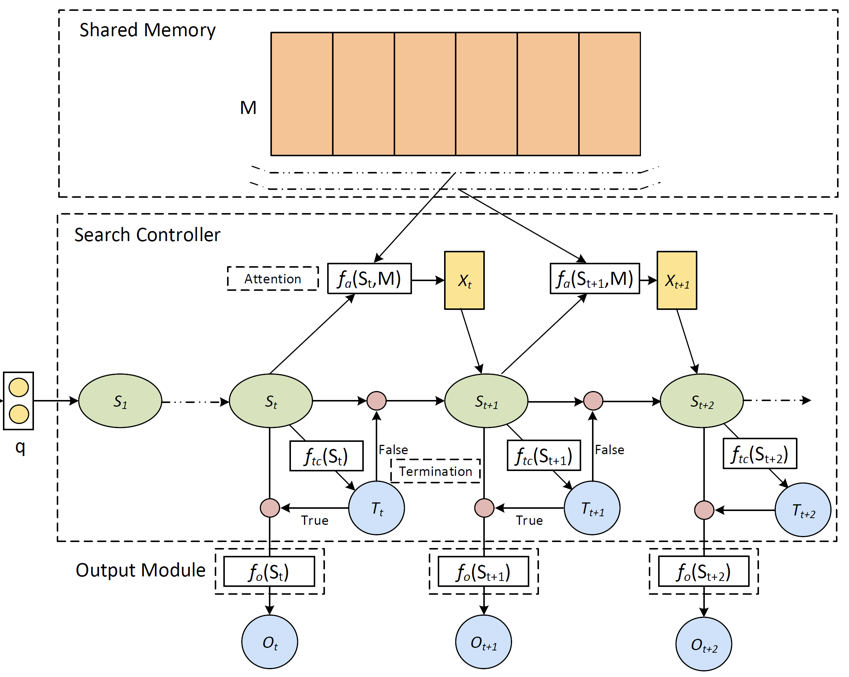 Shared Memory
M
Search Controller
Attention
fa(St,M)
Xt
fa(St+1,M)
Xt+1
q
S1
St
St+1
St+2
ftc(St)
False
Termination
ftc(St+1)
False
ftc(St+2)
True
Tt
True
Tt+1
Tt+2
Output Module
fo(St)
fo(St+1)
fo(St+2)
Ot
Ot+1
Ot+2